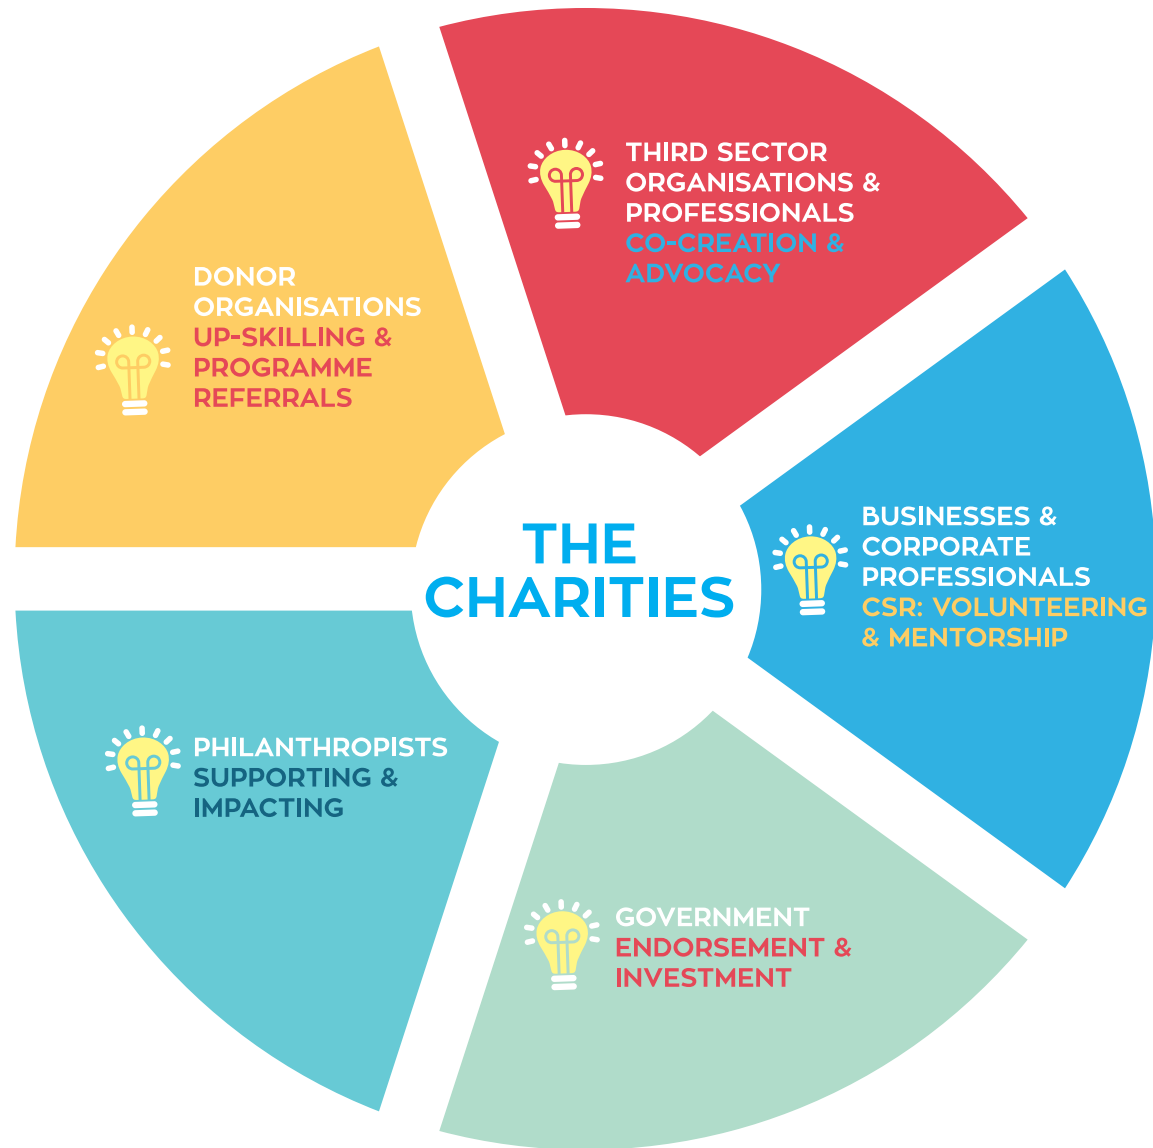 THIRD SECTOR
ORGANISATIONS &
PROFESSIONALS
CO-CREATION &
ADVOCACY
DONOR
ORGANISATIONS
UP-SKILLING &
PROGRAMME
REFERRALS
THE
CHARITIES
BUSINESSES &
CORPORATE
PROFESSIONALS
CSR: VOLUNTEERING
& MENTORSHIP
PHILANTHROPISTS
SUPPORTING &
IMPACTING
GOVERNMENT
ENDORSEMENT &
INVESTMENT